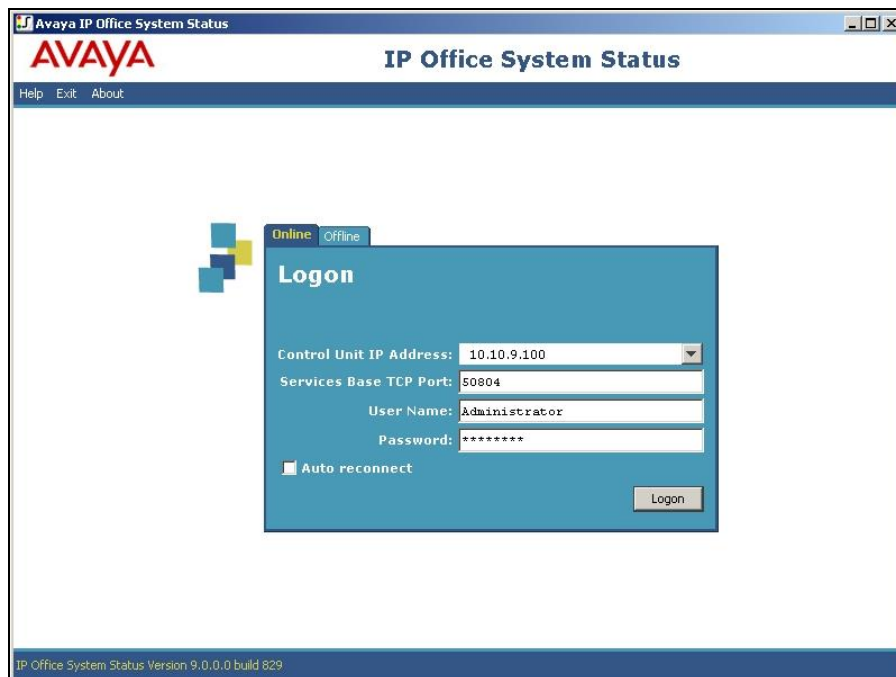 Avaya IP Office System Status
AVAYA
IP Office System Status
Help Exit About
Online Offline
Logon
Control Unit IP Address: 10.10.9.100
Services Base TCP Port: 50804
User Name: Administrator
Password: ********
Auto reconnect
Logon
IP Office System Status Version 9.0.0.0 build 829